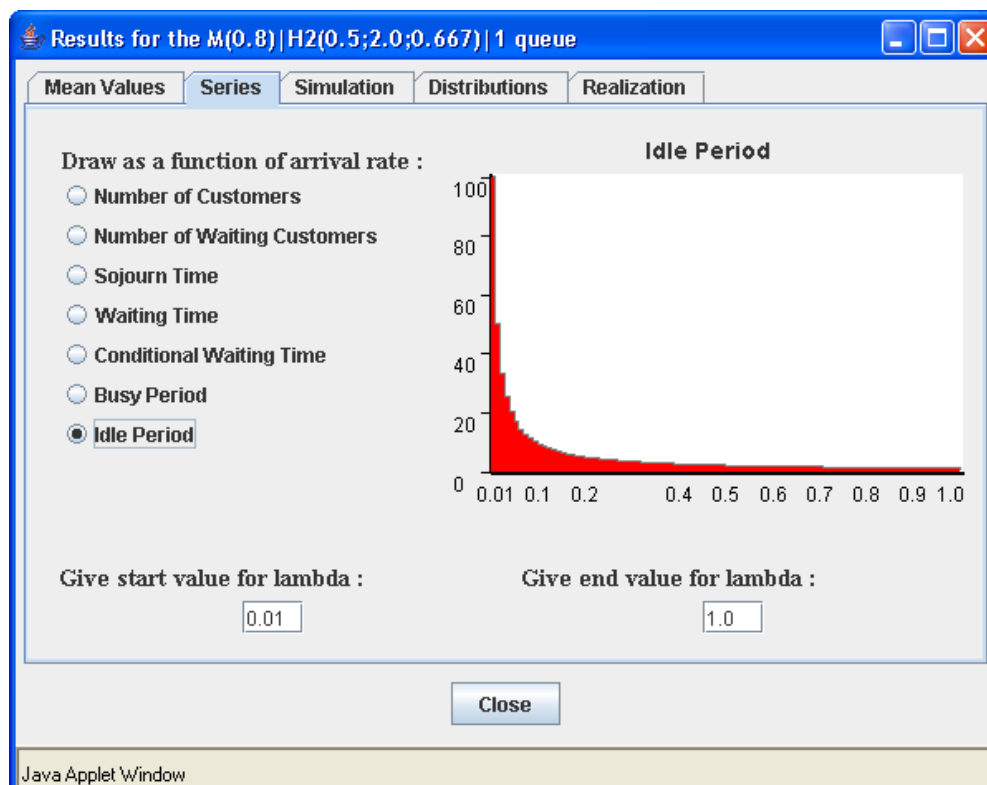 Results for the M(0.8)|H2(0.5;2.0;0.667)|1 queue
Mean Values Series Simulation Distributions Realization
Draw as a function of arrival rate :
Number of Customers
Number of Waiting Customers
Sojourn Time
Waiting Time
Conditional Waiting Time
Busy Period
Idle Period
Idle Period
100
80
60
40
20
0
0.01 0.1 0.2 0.4 0.5 0.6 0.7 0.8 0.9 1.0
Give start value for lambda :
0.01
Give end value for lambda :
1.0
Close
Java Applet Window